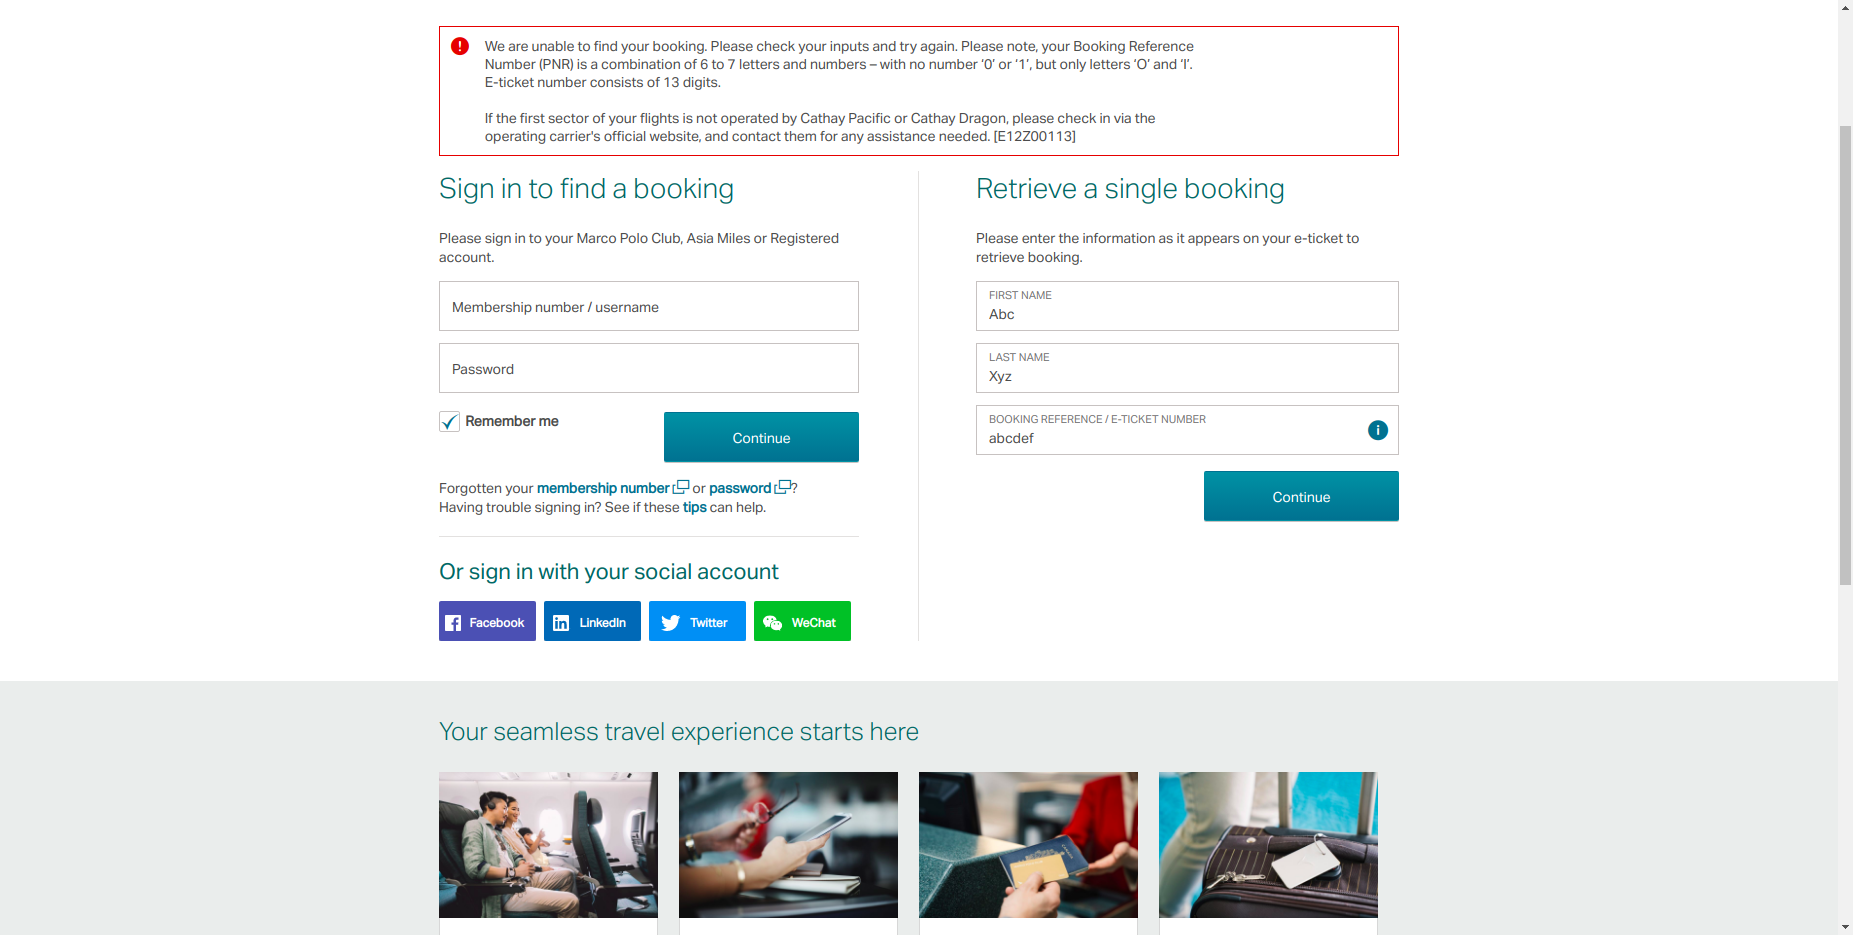 We are unable to find your booking. Please check your inputs and try again. Please note, your Booking Reference
Number (PNR) is a combination of 6 to 7 letters and numbers – with no number ‘0’ or ‘1’, but only letters ‘O’ and ‘I’.
E-ticket number consists of 13 digits.
If the first sector of your flights is not operated by Cathay Pacific or Cathay Dragon, please check in via the
operating carrier's official website, and contact them for any assistance needed. [E12Z00113]
Sign in to find a booking
Please sign in to your Marco Polo Club, Asia Miles or Registered
account.
Membership number / username
Password
Remember me
Continue
Forgotten your membership number or password ?
Having trouble signing in? See if these tips can help.
Or sign in with your social account
Facebook
LinkedIn
Twitter
WeChat
Retrieve a single booking
Please enter the information as it appears on your e-ticket to
retrieve booking.
FIRST NAME
Abc
LAST NAME
Xyz
BOOKING REFERENCE / E-TICKET NUMBER
abcdef
Continue
Your seamless travel experience starts here